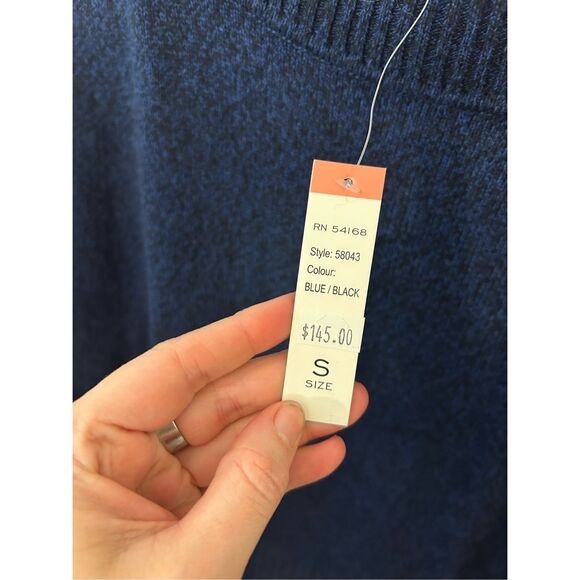 RN 54168
Style: 58043
Colour:
BLUE / BLACK
$145.00
S
SIZE